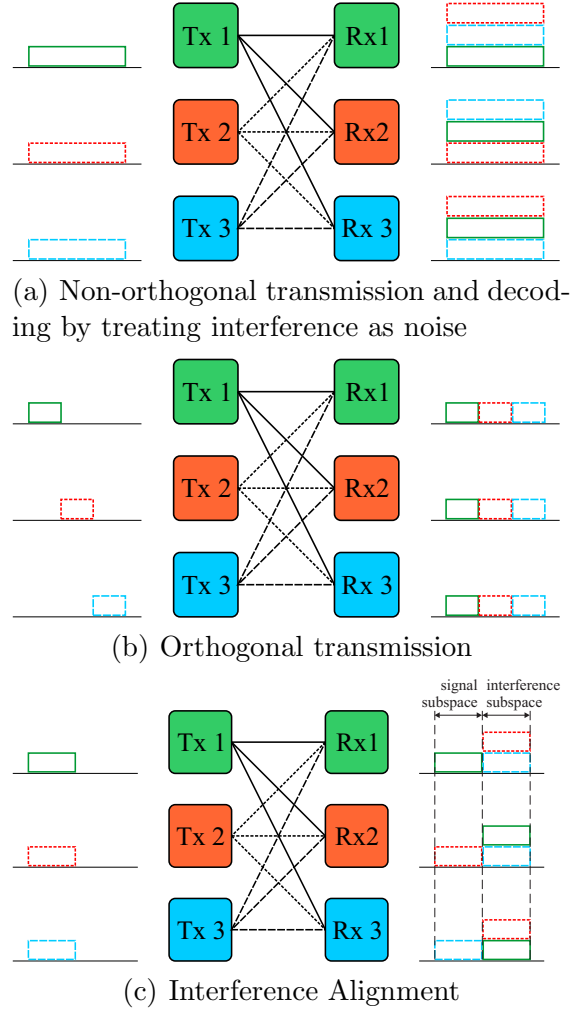 Tx 1
Rx1
Tx 2
Rx2
Tx 3
Rx 3
(a) Non-orthogonal transmission and decod-
ing by treating interference as noise
Tx 1
Rx1
Tx 2
Rx2
Tx 3
Rx 3
(b) Orthogonal transmission
signal
subspace
interference
subspace
Tx 1
Rx1
Tx 2
Rx2
Tx 3
Rx 3
(c) Interference Alignment